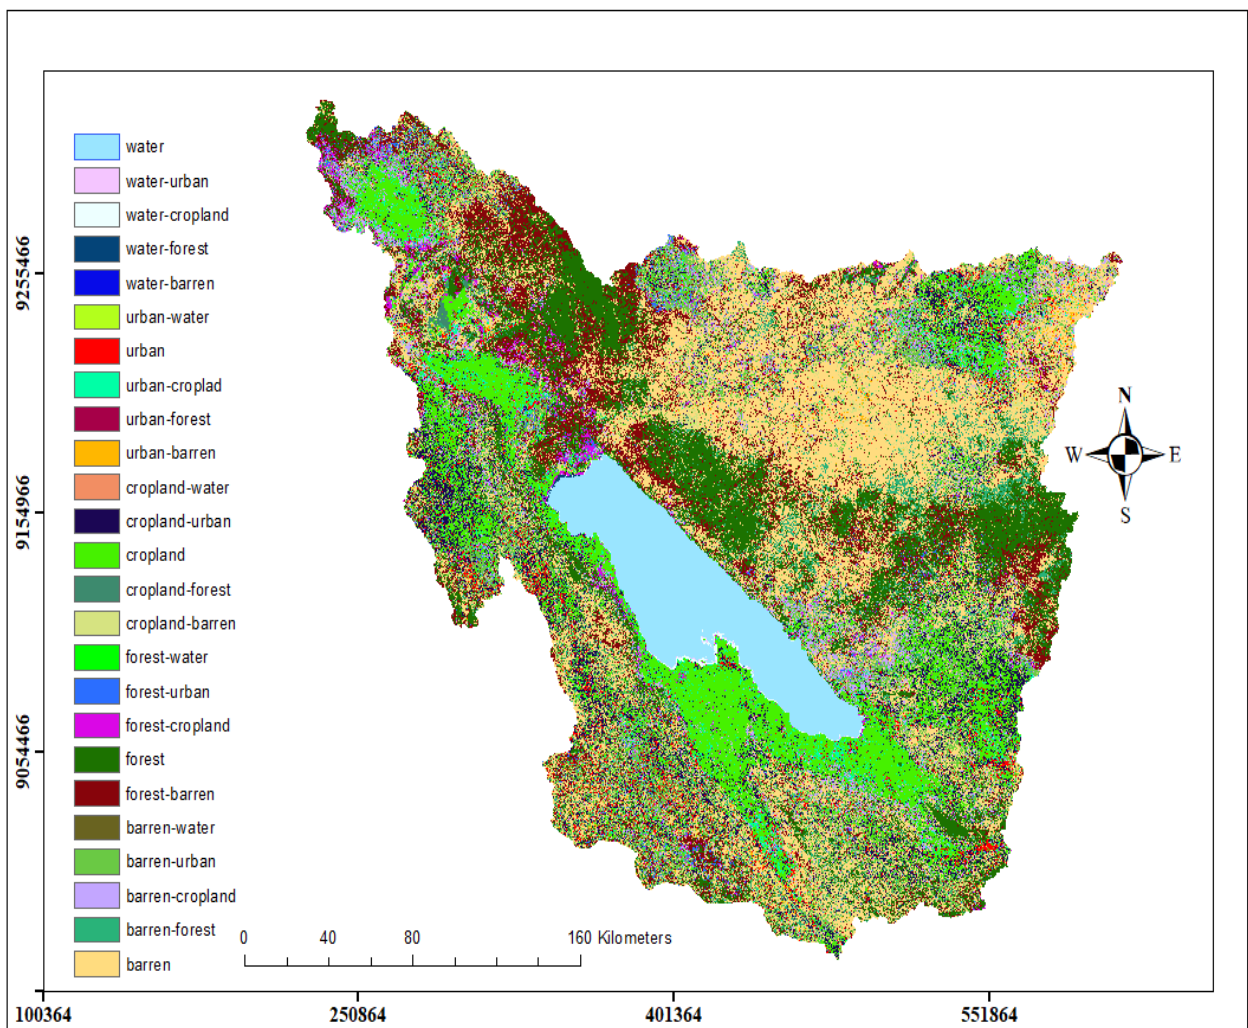 water
water-urban
water-cropland
water-forest
water-barren
urban-water
urban
urban-croplad
urban-forest
urban-barren
cropland-water
cropland-urban
cropland
cropland-forest
cropland-barren
forest-water
forest-urban
forest-cropland
forest
forest-barren
barren-water
barren-urban
barren-cropland
barren-forest
barren
0 40 80 160 Kilometers
N
W E
S
9255466
9154966
9054466
100364 250864 401364 551864